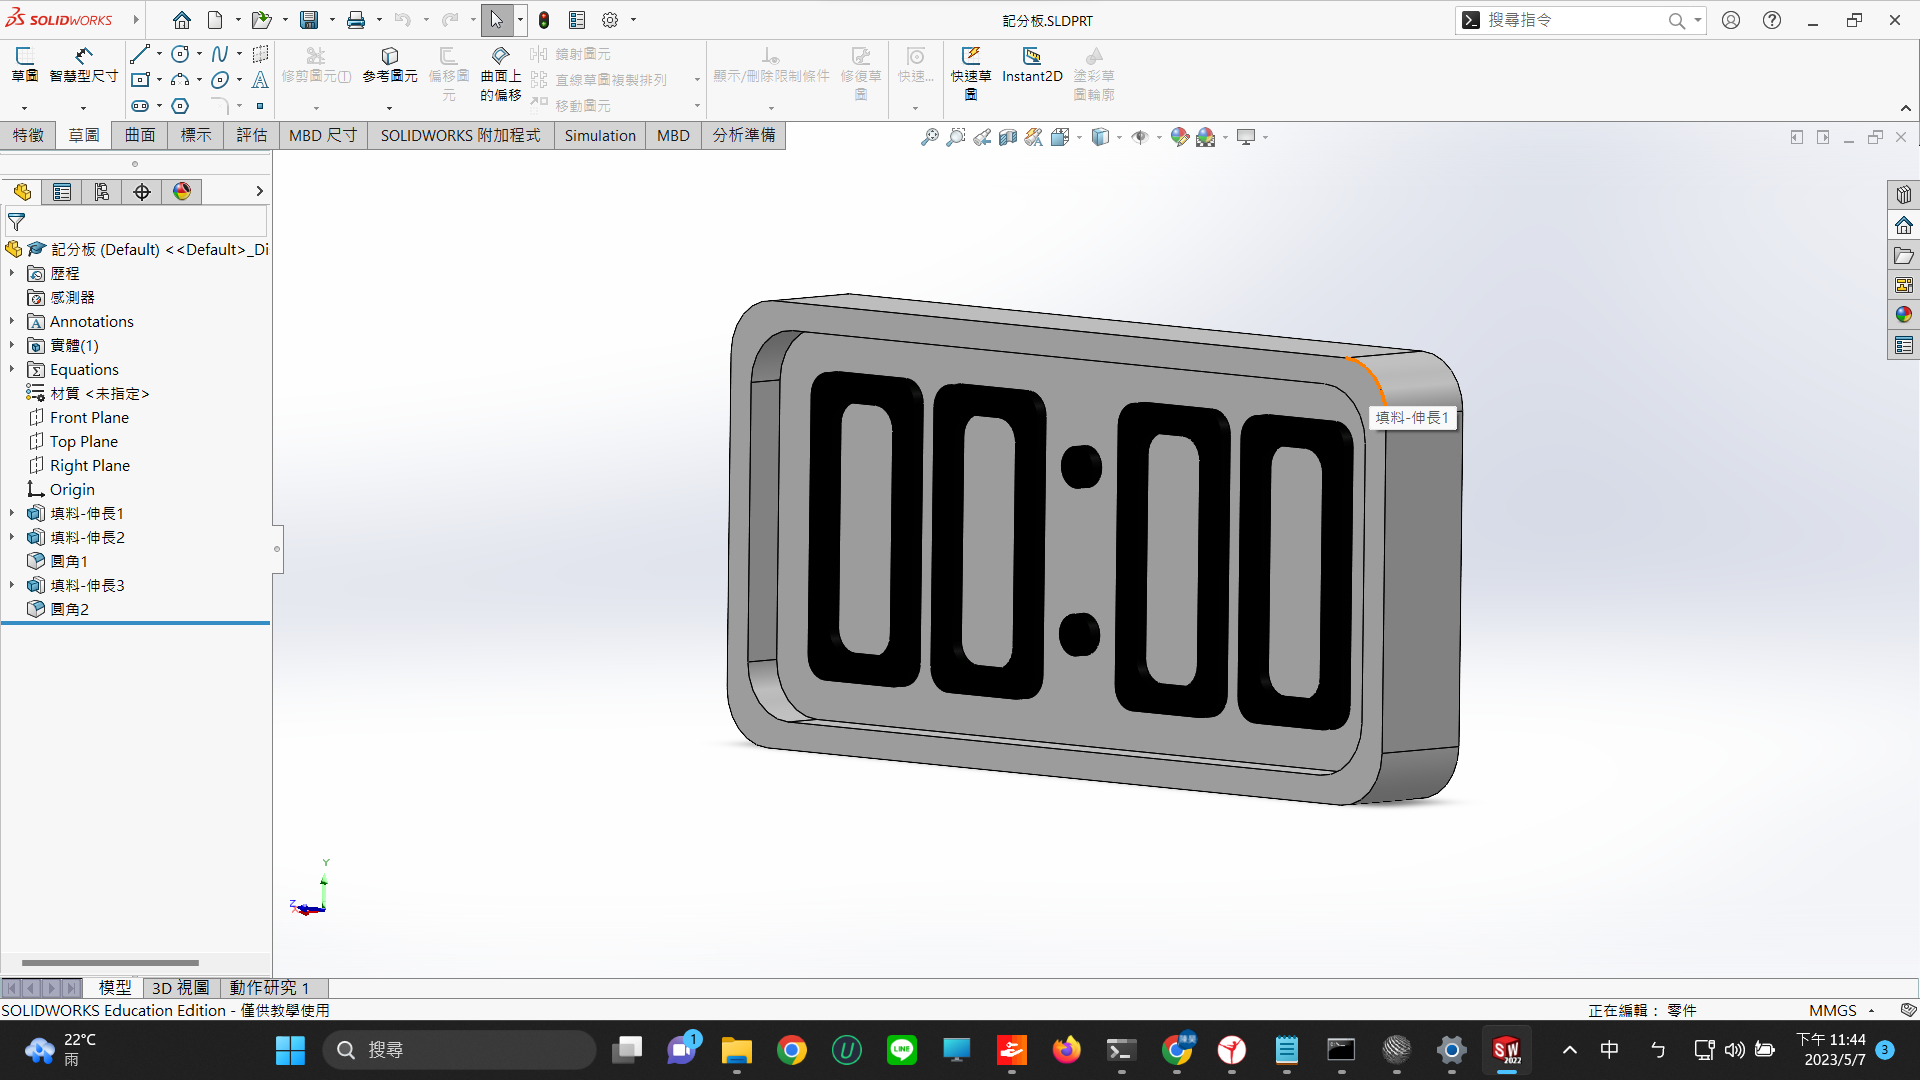 SOLIDWORKS
記分板.SLDPRT
搜尋指令
草圖
智慧型尺寸
修剪圖元(T)
參考圖元
偏移圖元
曲面上的偏移
鏡射圖元
直線草圖複製排列
移動圖元
顯示/刪除限制條件
修復草圖
快速...
快速草圖
Instant2D
塗彩草圖輪廓
特徵
草圖
曲面
標示
評估
MBD 尺寸
SOLIDWORKS 附加程式
Simulation
MBD
分析準備
記分板 (Default) <<Default>_Di
歷程
感測器
Annotations
實體(1)
Equations
材質 <未指定>
Front Plane
Top Plane
Right Plane
Origin
填料-伸長1
填料-伸長2
圓角1
填料-伸長3
圓角2
填料-伸長1
Y
Z
模型
3D 視圖
動作研究 1
SOLIDWORKS Education Edition - 僅供教學使用
正在編輯： 零件
MMGS
22°C
雨
搜尋
1
LINE
SW
2022
中
ㄅ
下午 11:44
2023/5/7
3